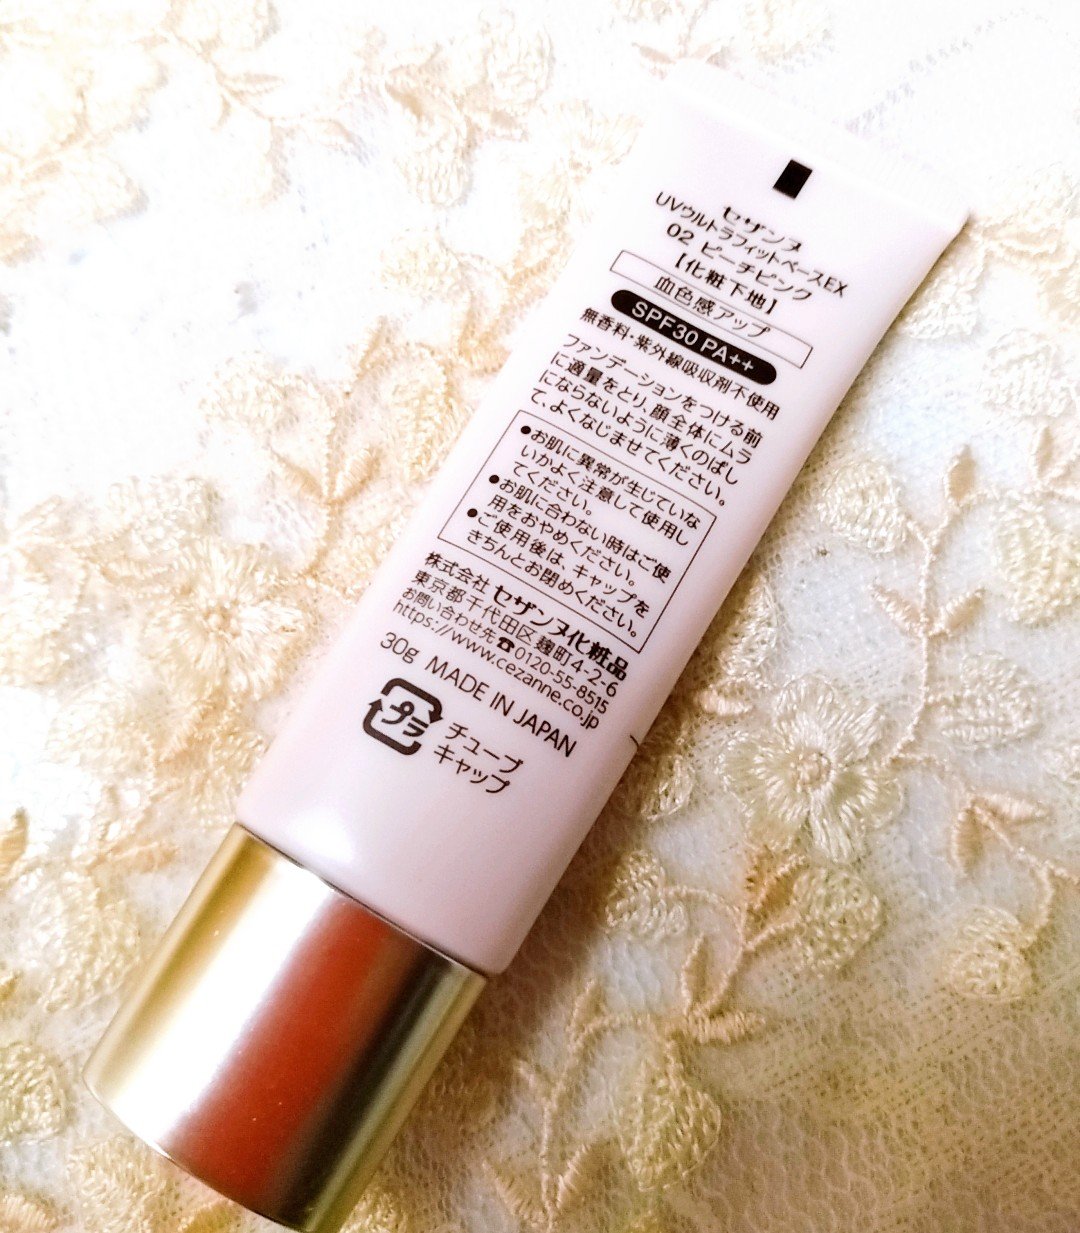 セザンヌ
UVウルトラフィットベースEX
02 ピーチピンク
【化粧下地】
血色感アップ
SPF30 PA++
無香料・紫外線吸収剤不使用
ファンデーションをつける前
に適量をとり、顔全体にムラ
にならないように薄くのばし
て、よくなじませてください。
●お肌に異常が生じていな
いかよく注意して使用し
てください。
●お肌に合わない時はご使
用をおやめください。
●ご使用後は、キャップを
きちんとお閉めください。
株式会社 セザンヌ化粧品
東京都千代田区麹町4-2-6
お問い合わせ先☎0120-55-8515
https://www.cezanne.co.jp
30g MADE IN JAPAN
プラ
チューブ
キャップ